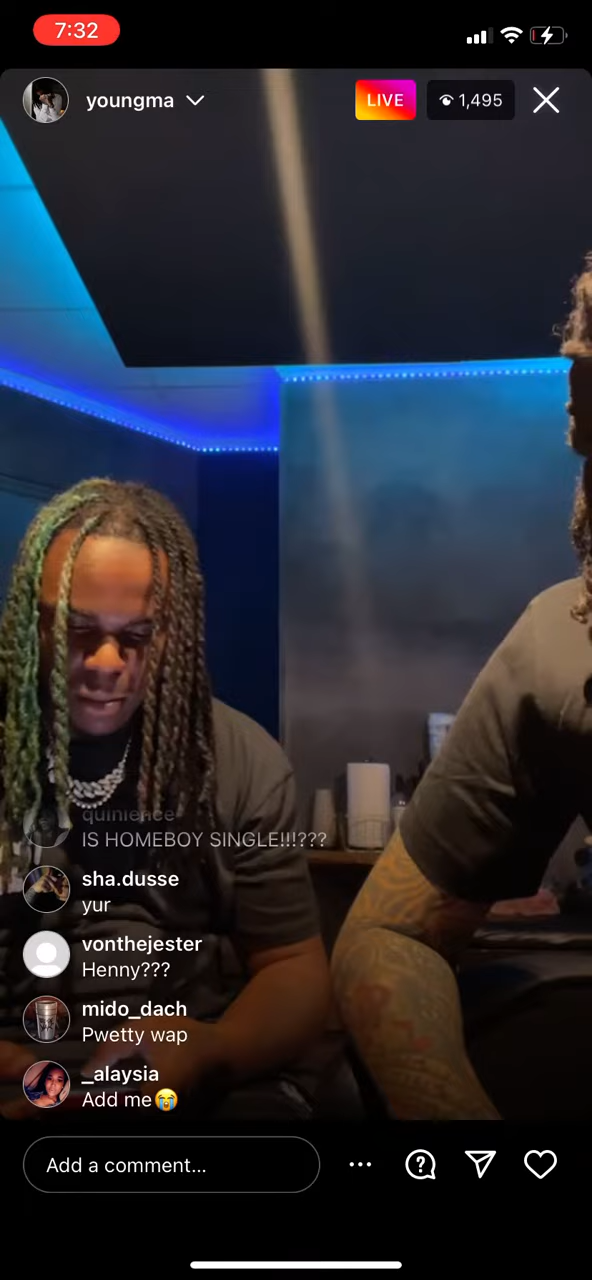 7:32
youngma
LIVE
1,495
quinience
IS HOMEBOY SINGLE!!!???
sha.dusse
yur
vonthejester
Henny???
mido_dach
Pwetty wap
_alaysia
Add me😭
Add a comment...